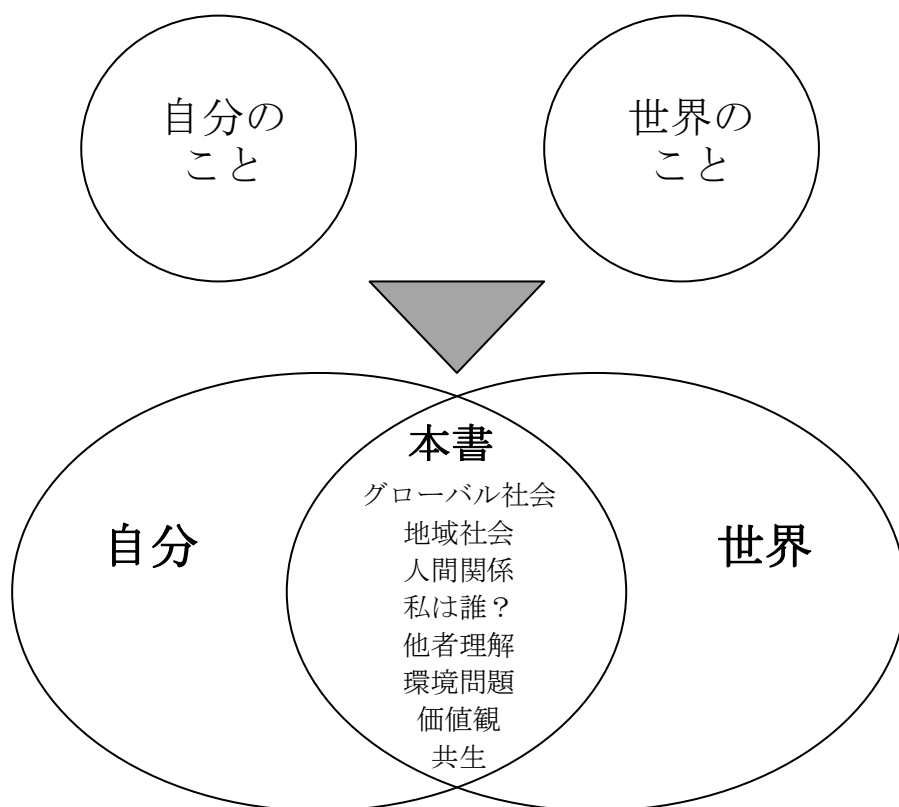 自分の
こと
世界の
こと
本書
グローバル社会
地域社会
人間関係
私は誰？
他者理解
環境問題
価値観
共生
自分
世界